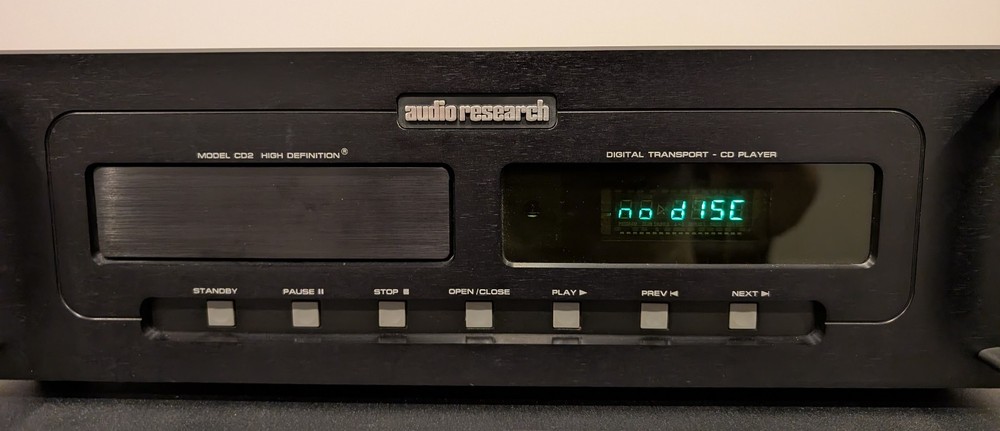 audio research
MODEL CD2 HIGH DEFINITION®
DIGITAL TRANSPORT - CD PLAYER
no dISC
STANDBY
PAUSE
STOP
OPEN/CLOSE
PLAY
PREV
NEXT